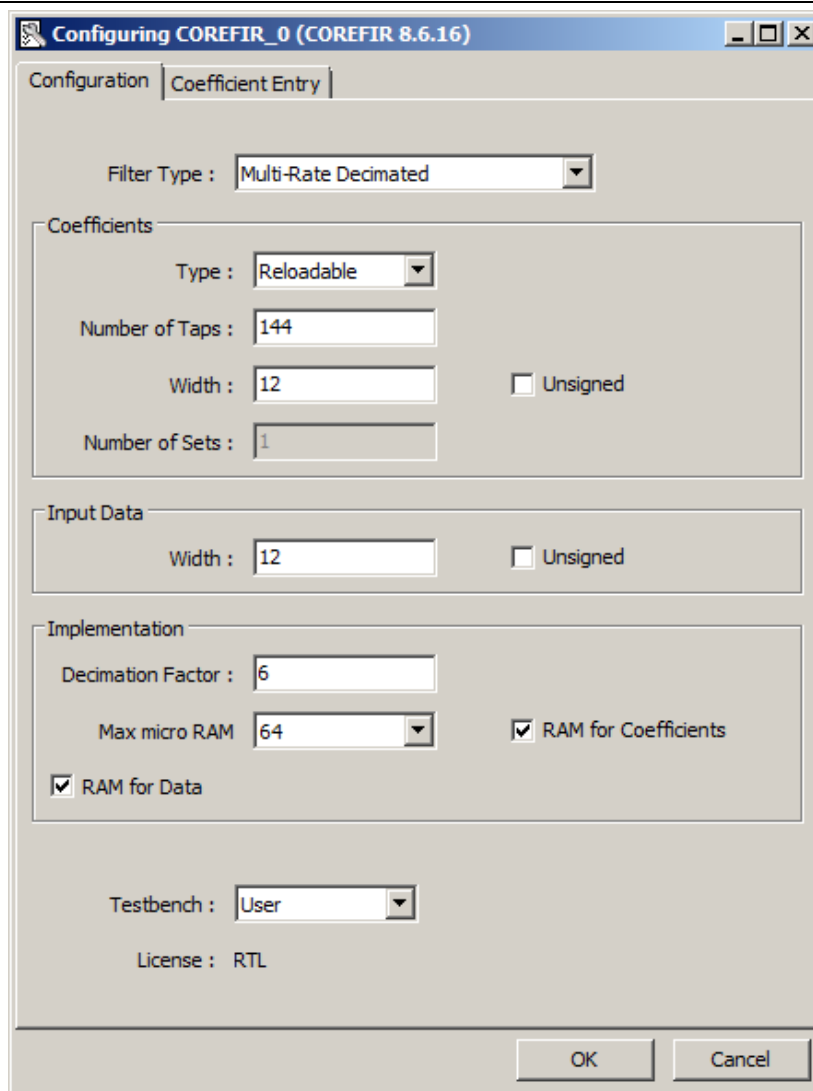 Configuring COREFIR_0 (COREFIR 8.6.16)
Configuration Coefficient Entry
Filter Type : Multi-Rate Decimated
Coefficients
Type : Reloadable
Number of Taps : 144
Width : 12 Unsigned
Number of Sets : 1
Input Data
Width : 12 Unsigned
Implementation
Decimation Factor : 6
Max micro RAM 64 RAM for Coefficients
RAM for Data
Testbench : User
License : RTL
OK Cancel